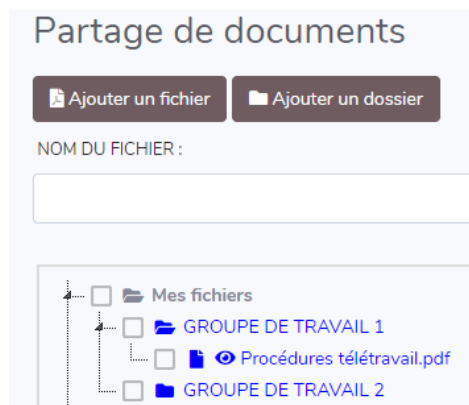 Partage de documents
Ajouter un fichier Ajouter un dossier
NOM DU FICHIER :
Mes fichiers
GROUPE DE TRAVAIL 1
Procédures télétravail.pdf
GROUPE DE TRAVAIL 2